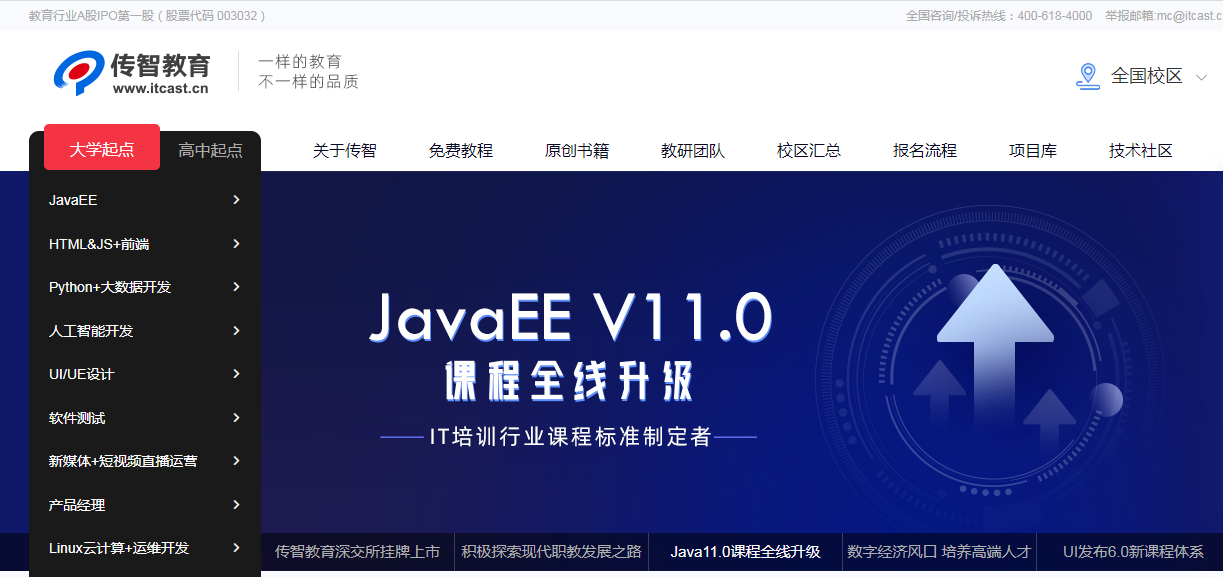 教育行业A股IPO第一股（股票代码 003032）
全国咨询/投诉热线：400-618-4000 举报邮箱:mc@itcast.c
传智教育
www.itcast.cn
一样的教育
不一样的品质
全国校区
大学起点 高中起点 关于传智 免费教程 原创书籍 教研团队 校区汇总 报名流程 项目库 技术社区
JavaEE
HTML&JS+前端
Python+大数据开发
人工智能开发
UI/UE设计
软件测试
新媒体+短视频直播运营
产品经理
Linux云计算+运维开发
JavaEE V11.0
课程全线升级
IT培训行业课程标准制定者
传智教育深交所挂牌上市 积极探索现代职教发展之路 Java11.0课程全线升级 数字经济风口 培养高端人才 UI发布6.0新课程体系